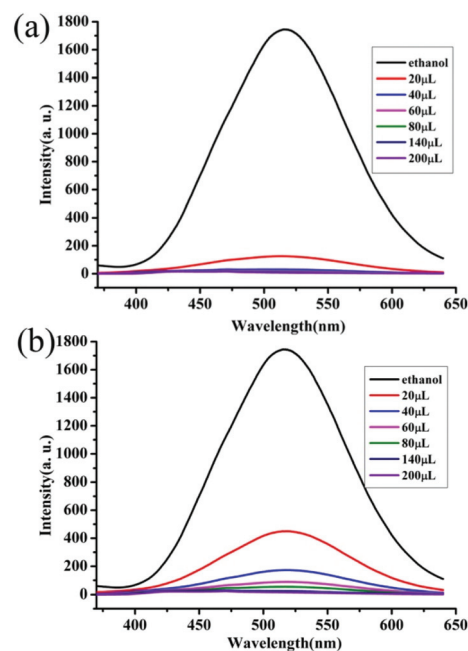 (a)
1800
1600
1400
1200
1000
800
600
400
200
0
Intensity(a. u.)
ethanol
20μL
40μL
60μL
80μL
140μL
200μL
400 450 500 550 600 650
Wavelength(nm)
(b)
1800
1600
1400
1200
1000
800
600
400
200
0
Intensity(a. u.)
ethanol
20μL
40μL
60μL
80μL
140μL
200μL
400 450 500 550 600 650
Wavelength(nm)